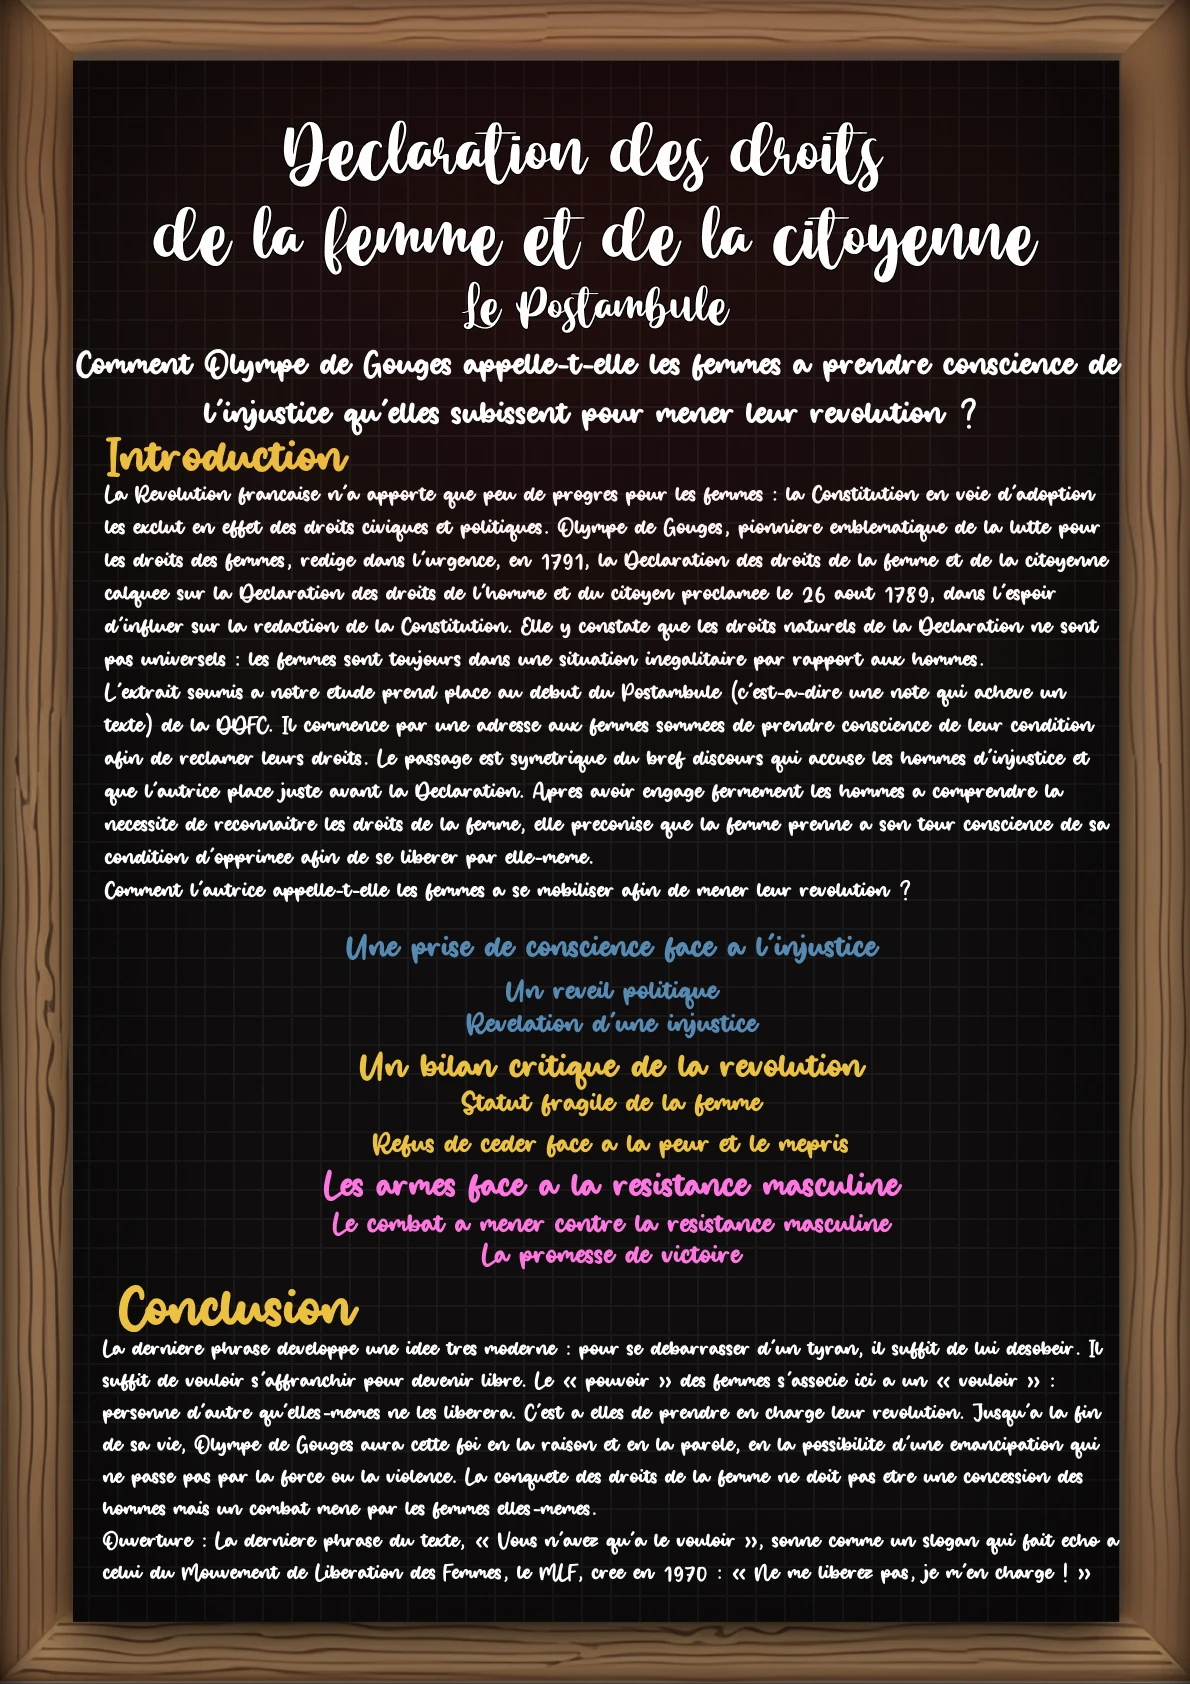 Declaration des droits
de la femme et de la citoyenne
Le Postambule
Comment Olympe de Gouges appelle-t-elle les femmes a prendre conscience de
l'injustice qu'elles subissent pour mener leur revolution ?
Introduction
La Revolution francaise n'a apporte que peu de progres pour les femmes : la Constitution en voie d'adoption
les exclut en effet des droits civiques et politiques. Olympe de Gouges, pionniere emblematique de la lutte pour
les droits des femmes, redige dans l'urgence, en 1791, la Declaration des droits de la femme et de la citoyenne
calquee sur la Declaration des droits de l'homme et du citoyen proclamee le 26 aout 1789, dans l'espoir
d'influer sur la redaction de la Constitution. Elle y constate que les droits naturels de la Declaration ne sont
pas universels : les femmes sont toujours dans une situation inegalitaire par rapport aux hommes.
L'extrait soumis a notre etude prend place au debut du Postambule (c'est-a-dire une note qui acheve un
texte) de la DDFC. Il commence par une adresse aux femmes sommees de prendre conscience de leur condition
afin de reclamer leurs droits. Le passage est symetrique du bref discours qui accuse les hommes d'injustice et
que l'autrice place juste avant la Declaration. Apres avoir engage fermement les hommes a comprendre la
necessite de reconnaitre les droits de la femme, elle preconise que la femme prenne a son tour conscience de sa
condition d'opprimee afin de se liberer par elle-meme.
Comment l'autrice appelle-t-elle les femmes a se mobiliser afin de mener leur revolution ?
Une prise de conscience face a l'injustice
Un reveil politique
Revelation d'une injustice
Un bilan critique de la revolution
Statut fragile de la femme
Refus de ceder face a la peur et le mepris
Les armes face a la resistance masculine
Le combat a mener contre la resistance masculine
La promesse de victoire
Conclusion
La derniere phrase developpe une idee tres moderne : pour se debarrasser d'un tyran, il suffit de lui desobeir. Il
suffit de vouloir s'affranchir pour devenir libre. Le « pouvoir » des femmes s'associe ici a un « vouloir » :
personne d'autre qu'elles-memes ne les liberera. C'est a elles de prendre en charge leur revolution. Jusqu'a la fin
de sa vie, Olympe de Gouges aura cette foi en la raison et en la parole, en la possibilite d'une emancipation qui
ne passe pas par la force ou la violence. La conquete des droits de la femme ne doit pas etre une concession des
hommes mais un combat mene par les femmes elles-memes.
Ouverture : La derniere phrase du texte, « Vous n'avez qu'a le vouloir », sonne comme un slogan qui fait echo a
celui du Mouvement de Liberation des Femmes, le MLF, cree en 1970 : « Ne me liberez pas, je m'en charge ! »